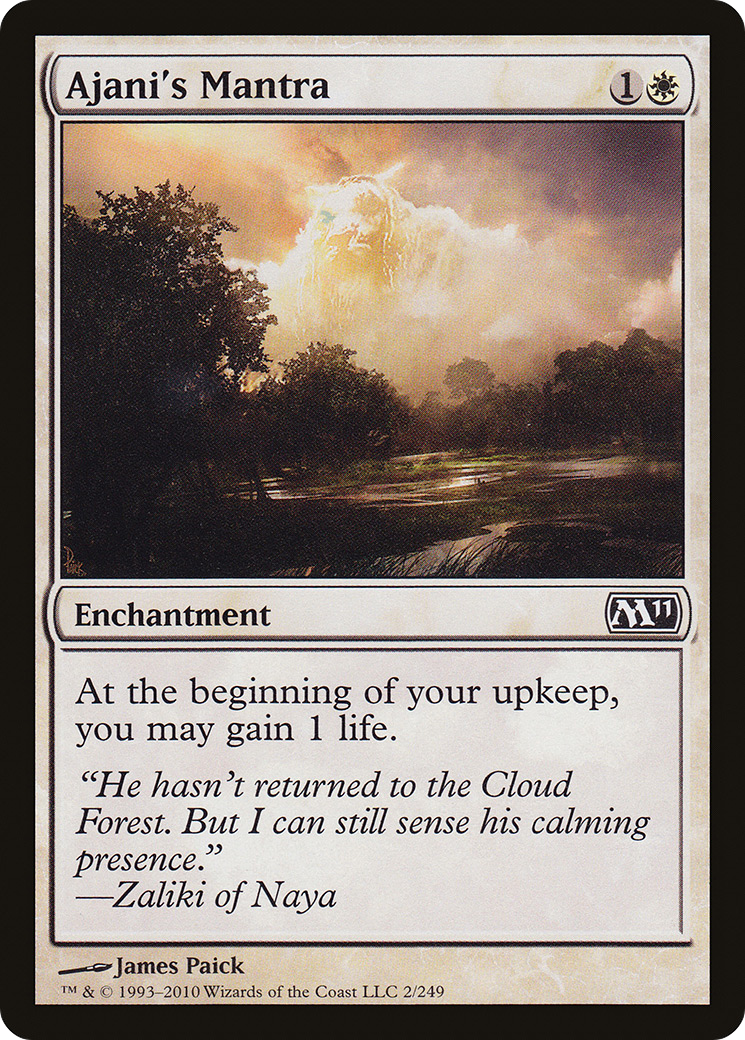 Ajani's Mantra
1
Paick
Enchantment
M11
At the beginning of your upkeep,
you may gain 1 life.
“He hasn’t returned to the Cloud
Forest. But I can still sense his calming
presence.”
—Zaliki of Naya
James Paick
™ & © 1993–2010 Wizards of the Coast LLC 2/249